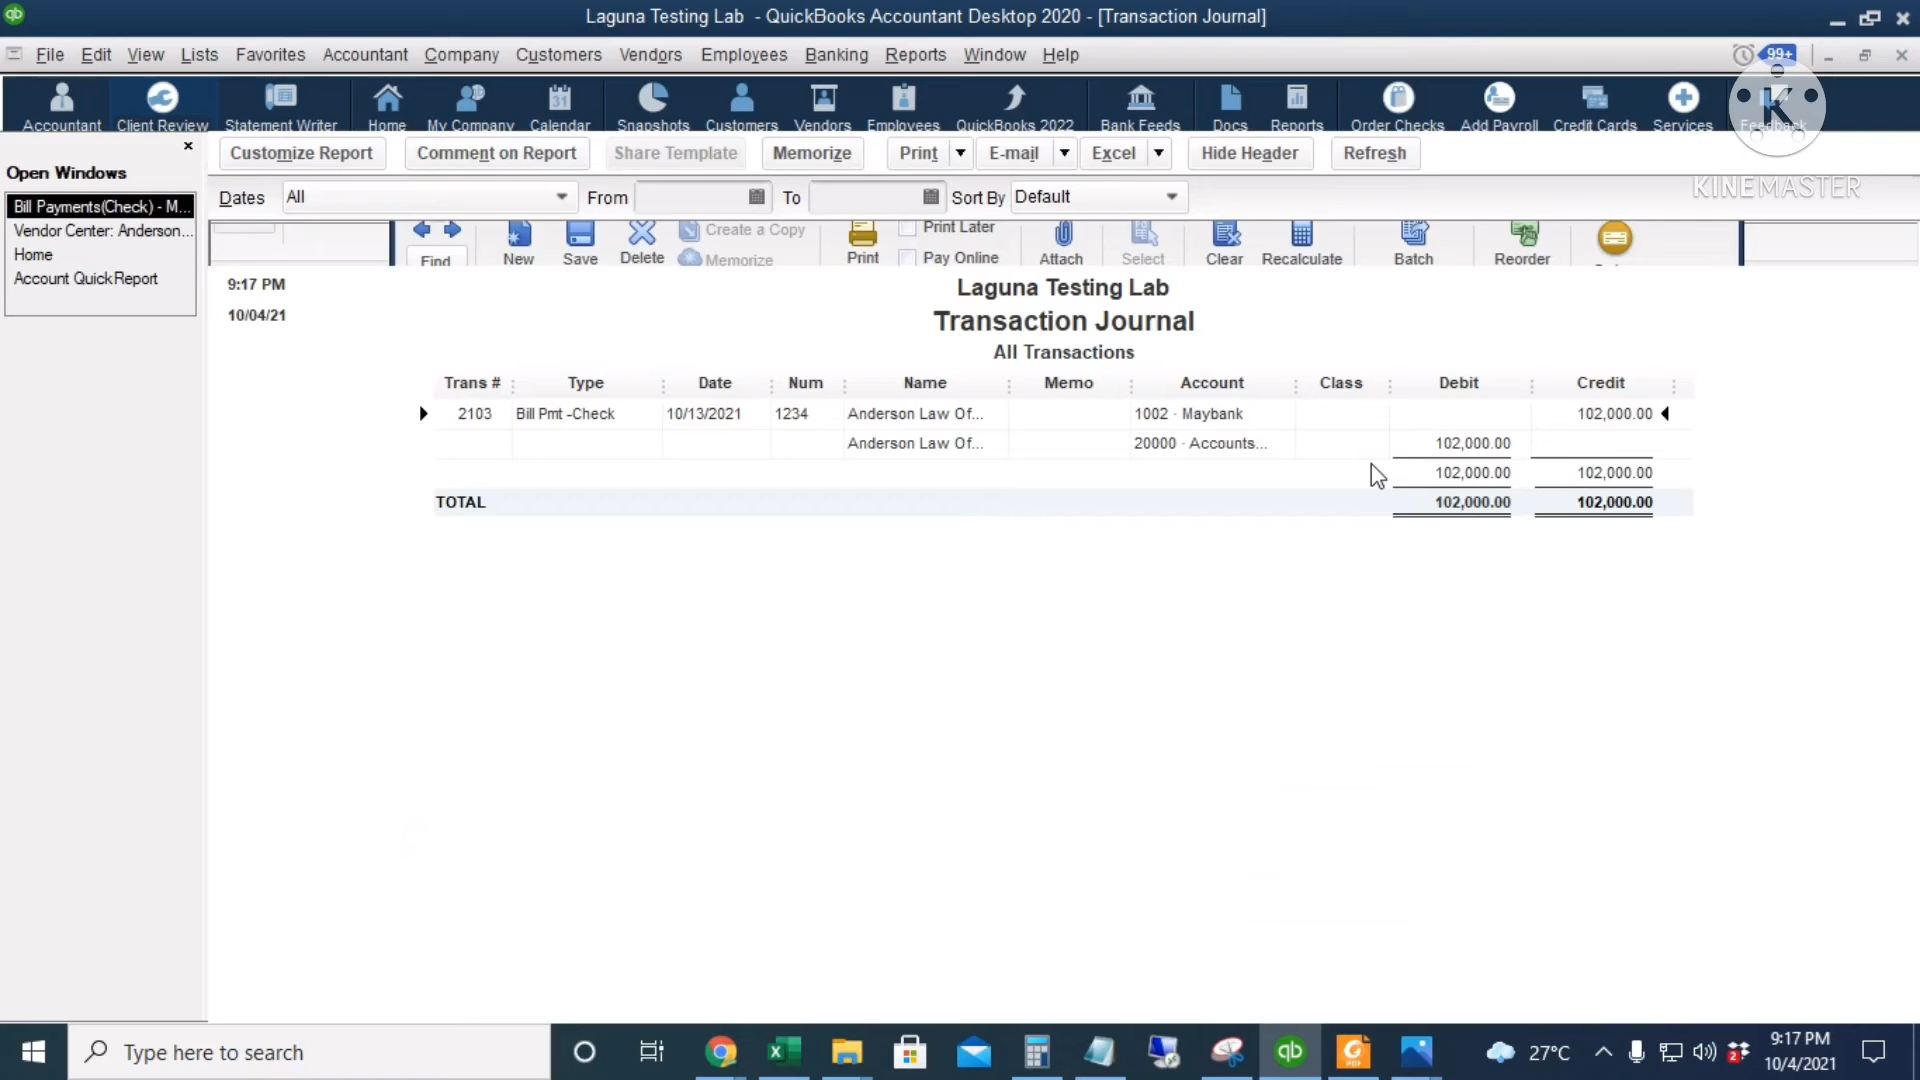 Laguna Testing Lab - QuickBooks Accountant Desktop 2020 - [Transaction Journal]
File Edit View Lists Favorites Accountant Company Customers Vendors Employees Banking Reports Window Help 99+
Accountant Client Review Statement Writer Home My Company Calendar Snapshots Customers Vendors Employees QuickBooks 2022 Bank Feeds Docs Reports Order Checks Add Payroll Credit Cards Services Feedback
KINEMASTER
Customize Report Comment on Report Share Template Memorize Print E-mail Excel Hide Header Refresh
Dates All From To Sort By Default
Open Windows
Bill Payments(Check) - M...
Vendor Center: Anderson...
Home
Account QuickReport
Find New Save Delete Create a Copy Memorize Print Print Later Pay Online Attach Select Clear Recalculate Batch Reorder
9:17 PM
10/04/21
Laguna Testing Lab
Transaction Journal
All Transactions
Trans # Type Date Num Name Memo Account Class Debit Credit
2103 Bill Pmt -Check 10/13/2021 1234 Anderson Law Of... 1002 · Maybank 102,000.00
Anderson Law Of... 20000 · Accounts... 102,000.00
102,000.00 102,000.00
TOTAL 102,000.00 102,000.00
Type here to search
27°C
9:17 PM
10/4/2021